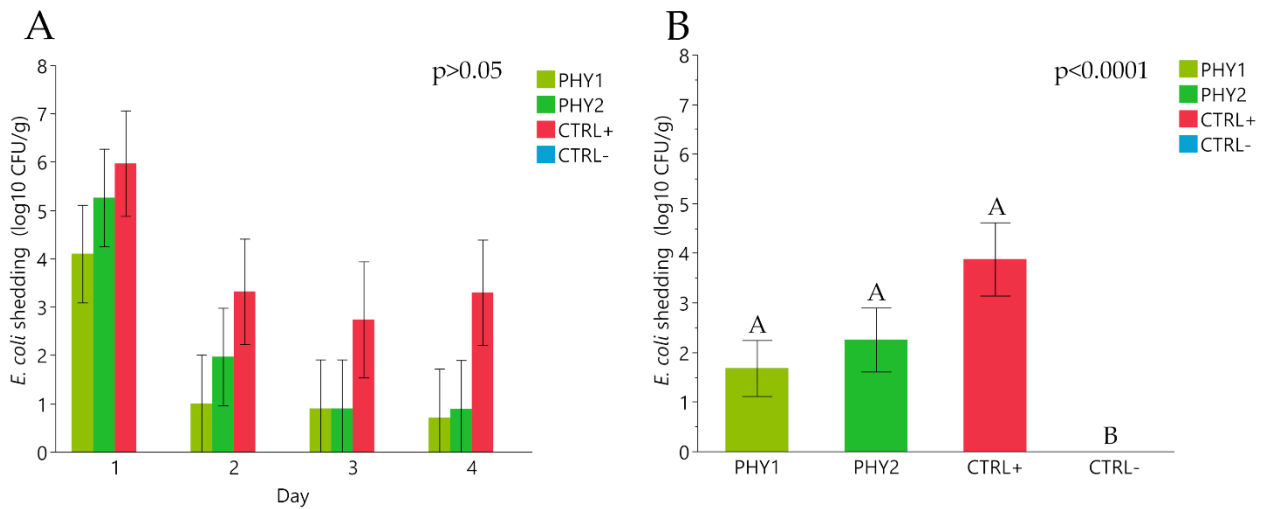 A
p>0.05
PHY1
PHY2
CTRL+
CTRL-
E. coli shedding (log10 CFU/g)
8
7
6
5
4
3
2
1
0
1 2 3 4
Day
B
p<0.0001
PHY1
PHY2
CTRL+
CTRL-
E. coli shedding (log10 CFU/g)
8
7
6
5
4
3
2
1
0
A
A
A
B
PHY1 PHY2 CTRL+ CTRL-